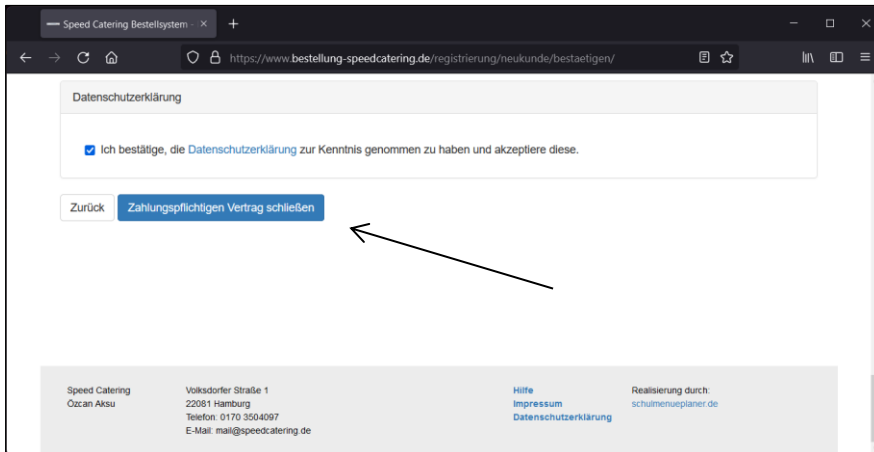 Speed Catering Bestellsystem -
https://www.bestellung-speedcatering.de/registrierung/neukunde/bestaetigen/
Datenschutzerklärung
Ich bestätige, die Datenschutzerklärung zur Kenntnis genommen zu haben und akzeptiere diese.
Zurück Zahlungspflichtigen Vertrag schließen
Speed Catering
Özcan Aksu
Volksdorfer Straße 1
22081 Hamburg
Telefon: 0170 3504097
E-Mail: mail@speedcatering.de
Hilfe
Impressum
Datenschutzerklärung
Realisierung durch:
schulmenueplaner.de